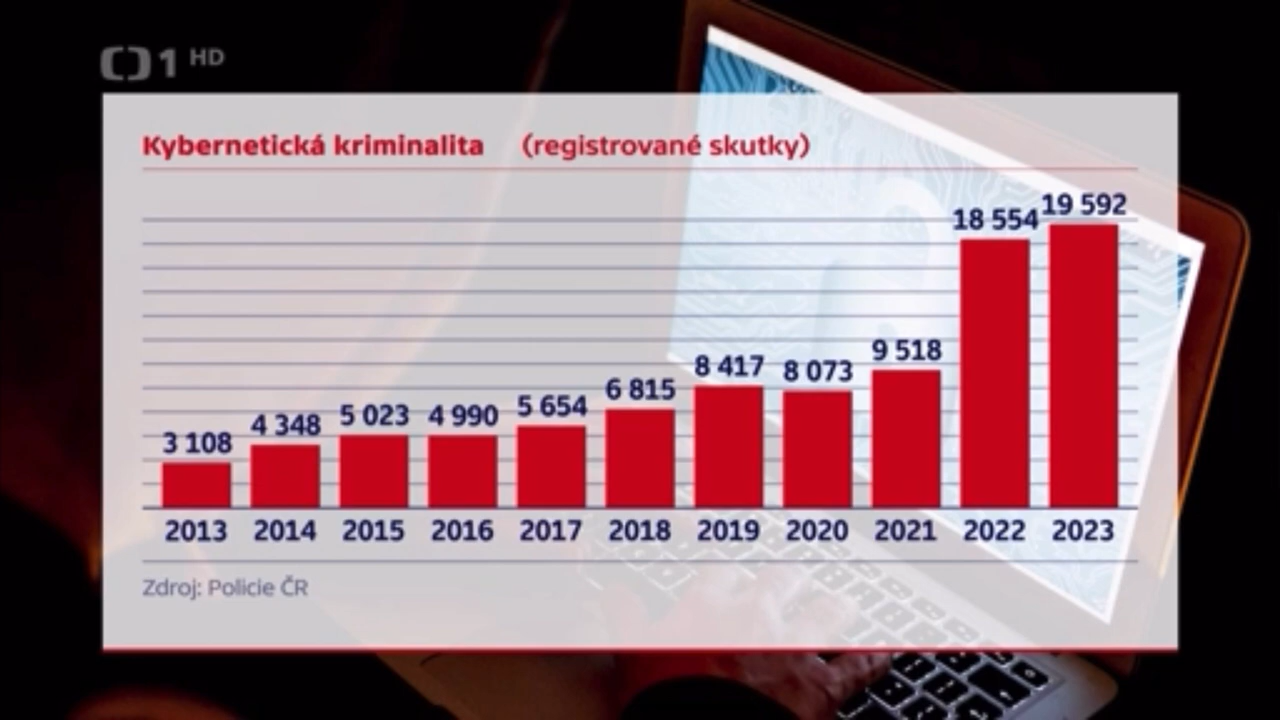 1 HD
Kybernetická kriminalita (registrované skutky)
3 108 4 348 5 023 4 990 5 654 6 815 8 417 8 073 9 518 18 554 19 592
2013 2014 2015 2016 2017 2018 2019 2020 2021 2022 2023
Zdroj: Policie ČR